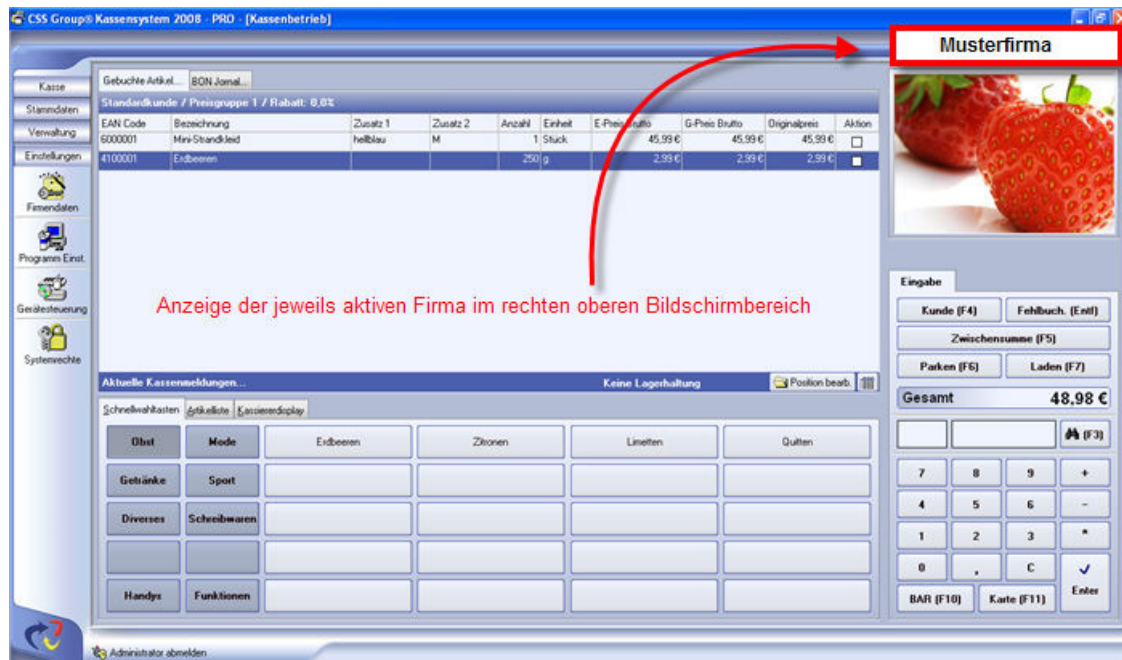 CSS Group® Kassensystem 2008 - PRO - [Kassenbetrieb]
Musterfirma
Kasse
Stammdaten
Verwaltung
Einstellungen
Firmendaten
Programm Einst.
Gerätesteuerung
Systemrechte
Gebuchte Artikel... BON Jornal...
Standardkunde / Preisgruppe 1 / Rabatt: 0,0%
EAN Code Bezeichnung Zusatz 1 Zusatz 2 Anzahl Einheit E-Preis Brutto G-Preis Brutto Originalpreis Aktion
6000001 Mini-Strandkleid hellblau M 1 Stück 45,99 € 45,99 € 45,99 €
4100001 Erdbeeren 250 g 2,99 € 2,99 € 2,99 €
Anzeige der jeweils aktiven Firma im rechten oberen Bildschirmbereich
Aktuelle Kassenmeldungen... Keine Lagerhaltung Position bearb.
Schnellwahltasten Artikelliste Kassiererdisplay
Obst Mode Erdbeeren Zitronen Limetten Quitten
Getränke Sport
Diverses Schreibwaren
Handys Funktionen
Eingabe
Kunde (F4) Fehlbuch. (Entf)
Zwischensumme (F5)
Parken (F6) Laden (F7)
Gesamt 48,98 €
(F3)
7 8 9 +
4 5 6 -
1 2 3 *
0 , C
Enter
BAR (F10) Karte (F11)
Administrator abmelden